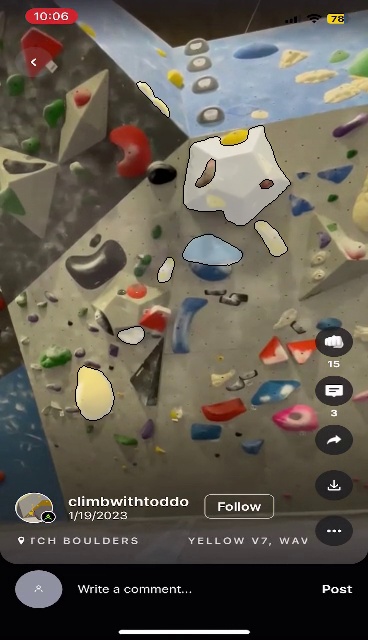 10:06
78
15
3
climbwithtoddo
Follow
1/19/2023
TCH BOULDERS
YELLOW V7, WAV
Write a comment...
Post